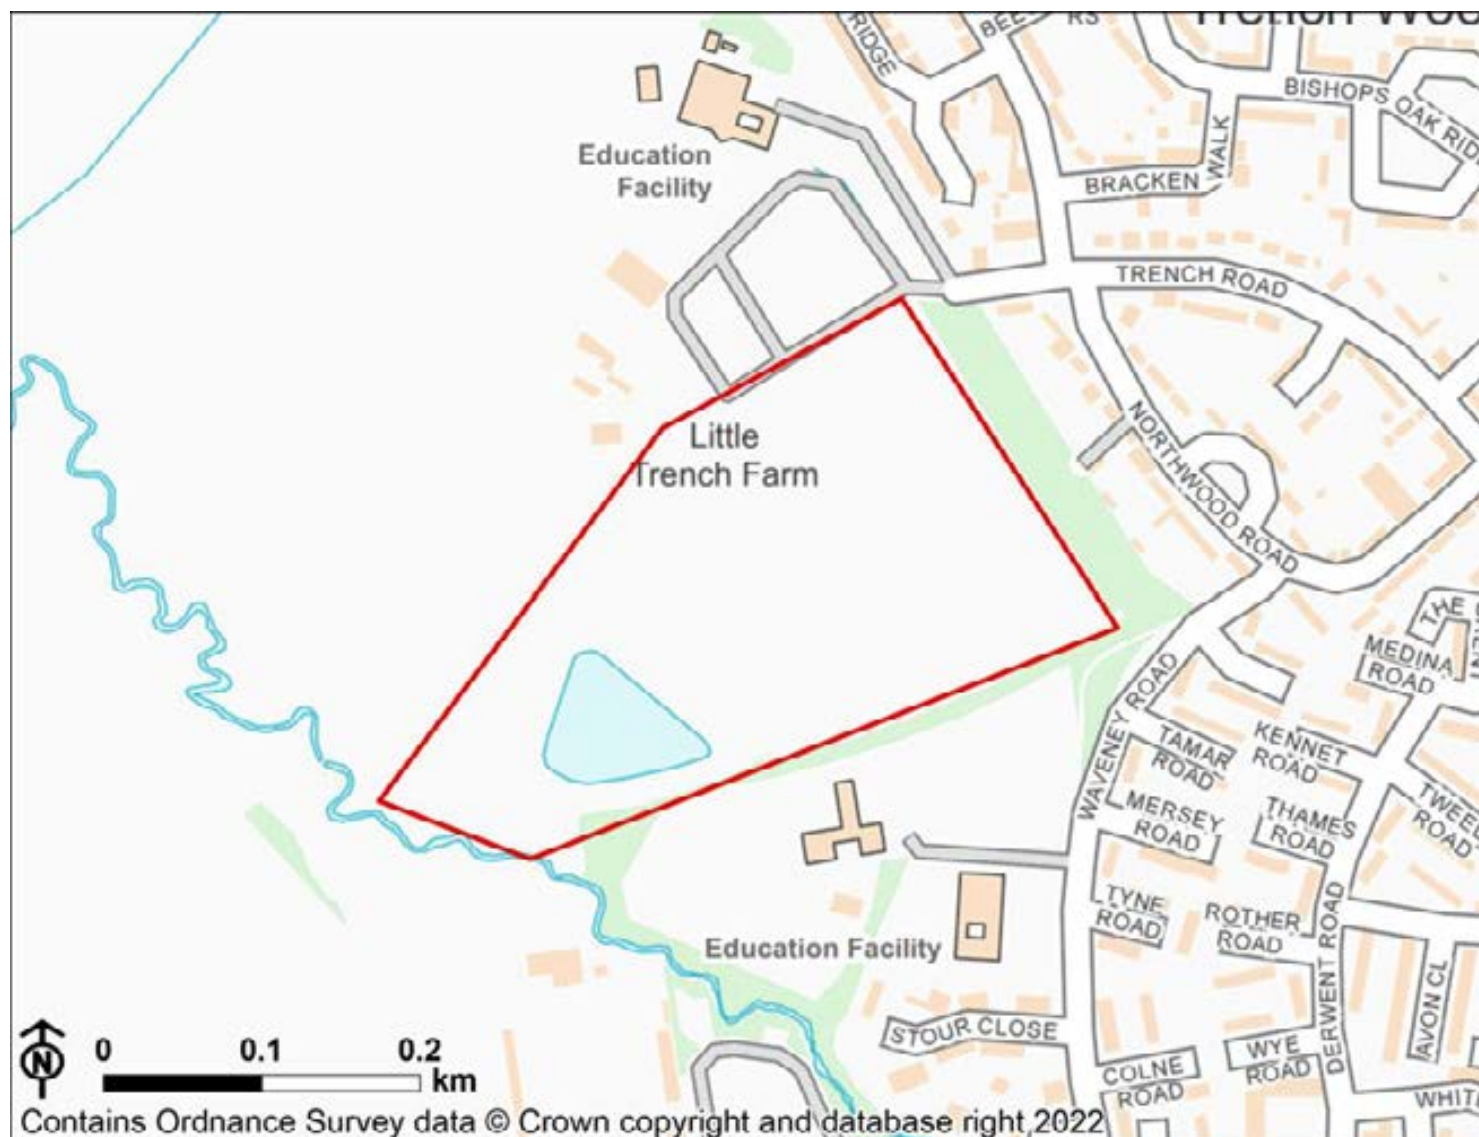 RIDGE
BISHOPS OAK
BRACKEN
WALK
Education
Facility
TRENCH ROAD
Little
Trench Farm
NORTHWOOD ROAD
THE
MEDINA
ROAD
WAVENEY ROAD
TAMAR
ROAD
KENNET
ROAD
MERSEY
ROAD
THAMES
ROAD
ROAD
TYNE
ROAD
ROTHER
ROAD
Education Facility
DERWENT ROAD
AVON CL
STOUR CLOSE
WYE
ROAD
COLNE
ROAD
WHIT
N
0 0.1 0.2
km
Contains Ordnance Survey data © Crown copyright and database right 2022